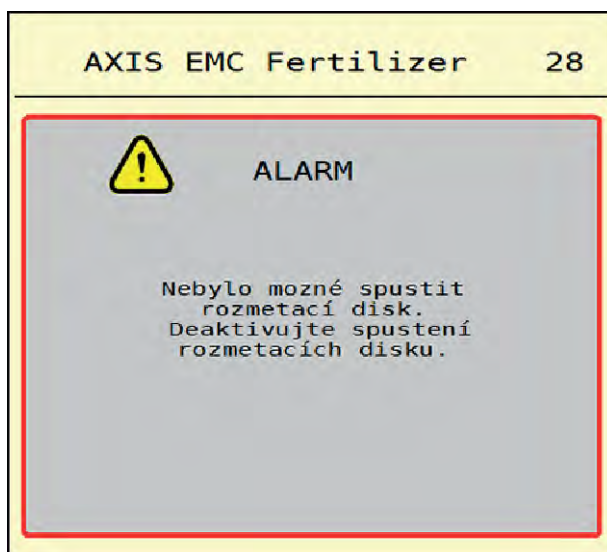 AXIS EMC Fertilizer 28
ALARM
Nebylo mozné spustit
rozmetací disk.
Deaktivujte spustení
rozmetacích disku.